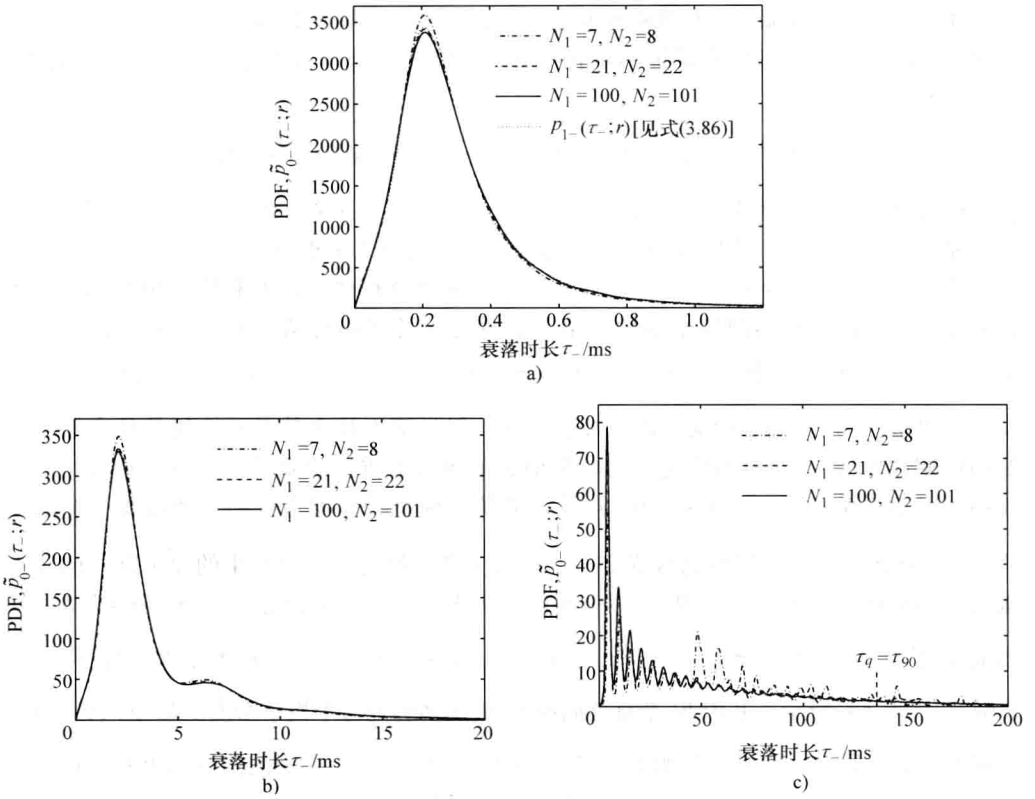 3500
3000
2500
2000
1500
1000
500
0
0.2
0.4
0.6
0.8
1.0
PDF, p̃₀₋(τ₋;r)
N₁=7, N₂=8
N₁=21, N₂=22
N₁=100, N₂=101
p₁₋(τ₋;r)[见式(3.86)]
衰落时长τ₋/ms
a)
350
300
250
200
150
100
50
0
5
10
15
20
PDF, p̃₀₋(τ₋;r)
N₁=7, N₂=8
N₁=21, N₂=22
N₁=100, N₂=101
衰落时长τ₋/ms
b)
80
70
60
50
40
30
20
10
0
50
100
150
200
PDF, p̃₀₋(τ₋;r)
N₁=7, N₂=8
N₁=21, N₂=22
N₁=100, N₂=101
τq=τ₉₀
衰落时长τ₋/ms
c)